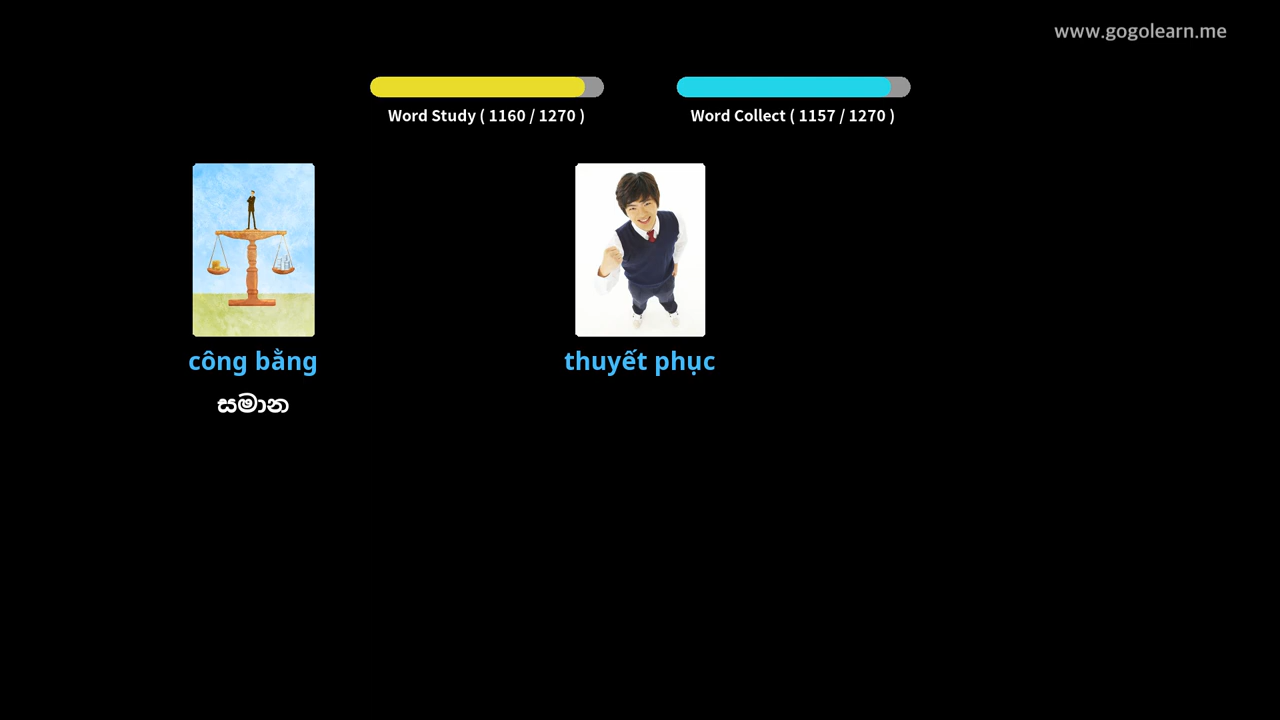 www.gogolearn.me
Word Study ( 1160 / 1270 )
Word Collect ( 1157 / 1270 )
công bằng
thuyết phục
සමාන